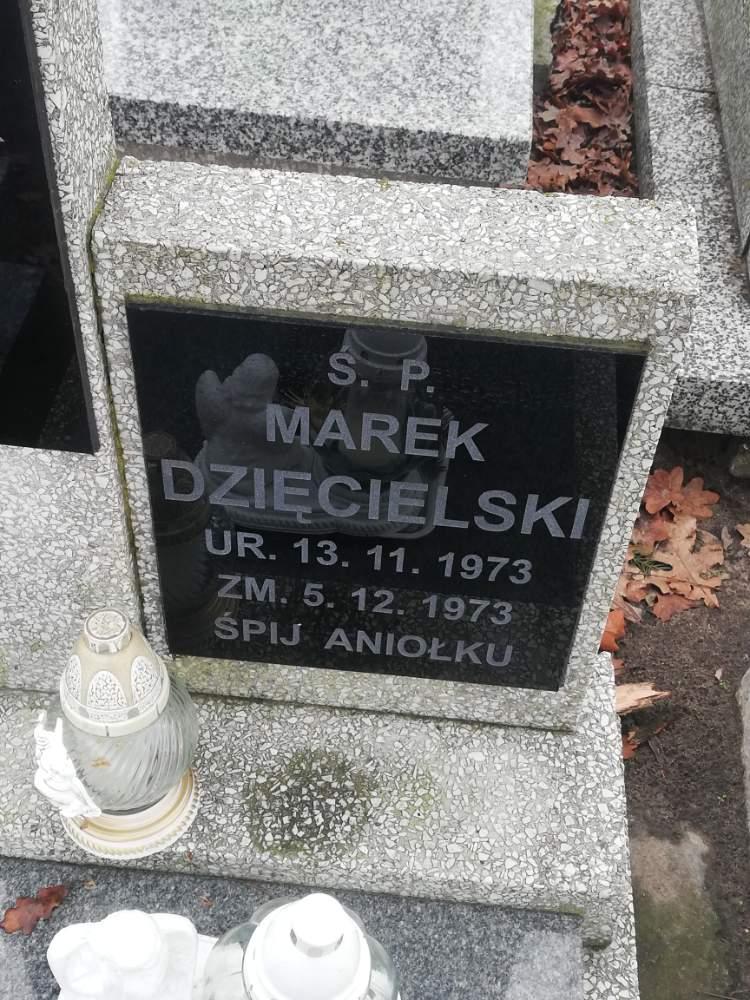 Ś. P.
MAREK
DZIĘCIELSKI
UR. 13. 11. 1973
ZM. 5. 12. 1973
ŚPIJ ANIOŁKU